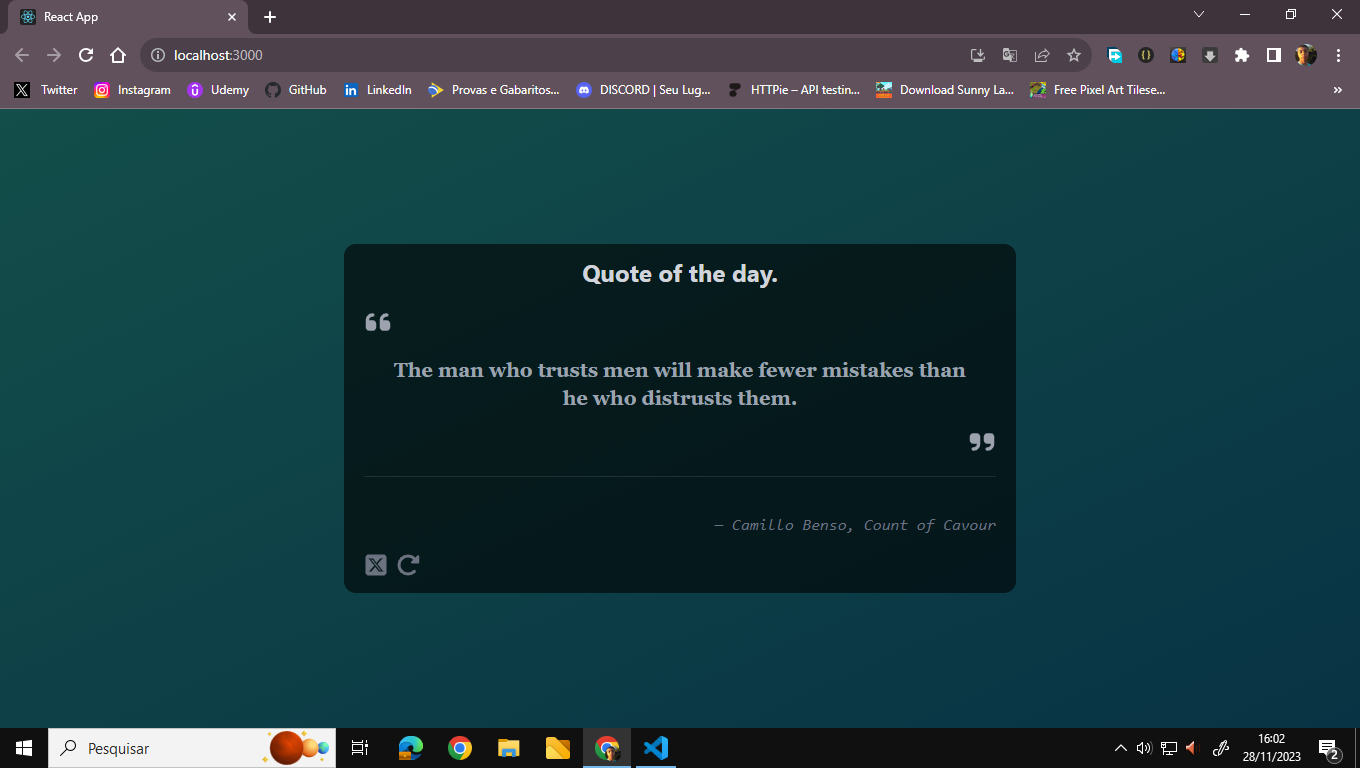 React App
localhost:3000
Twitter
Instagram
Udemy
GitHub
LinkedIn
Provas e Gabaritos...
DISCORD | Seu Lug...
HTTPie – API testin...
Download Sunny La...
Free Pixel Art Tilese...
»
Quote of the day.
The man who trusts men will make fewer mistakes than
he who distrusts them.
— Camillo Benso, Count of Cavour
Pesquisar
16:02
28/11/2023
2